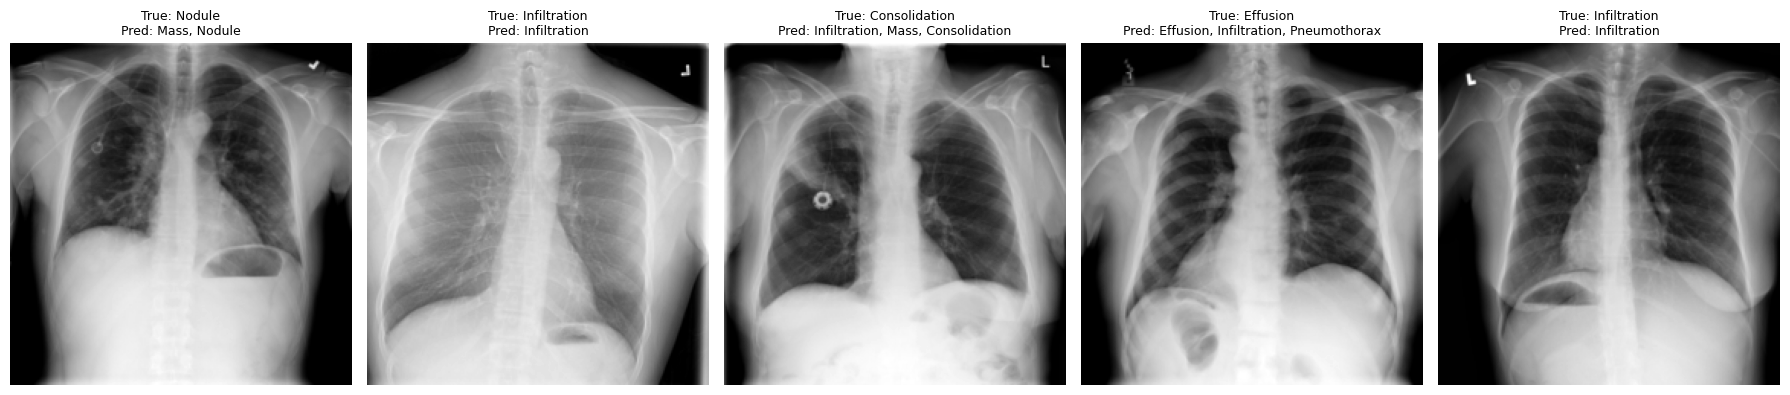 True: Nodule
Pred: Mass, Nodule
True: Infiltration
Pred: Infiltration
True: Consolidation
Pred: Infiltration, Mass, Consolidation
True: Effusion
Pred: Effusion, Infiltration, Pneumothorax
True: Infiltration
Pred: Infiltration
L
L
L
L